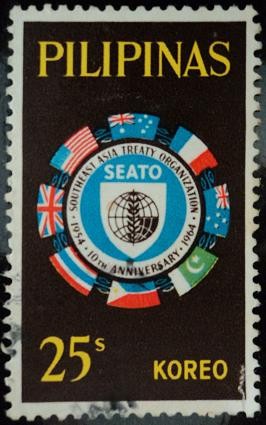 PILIPINAS
SOUTHEAST ASIA TREATY ORGANIZATION
SEATO
1954 · 10TH ANNIVERSARY · 1964
25s
KOREO